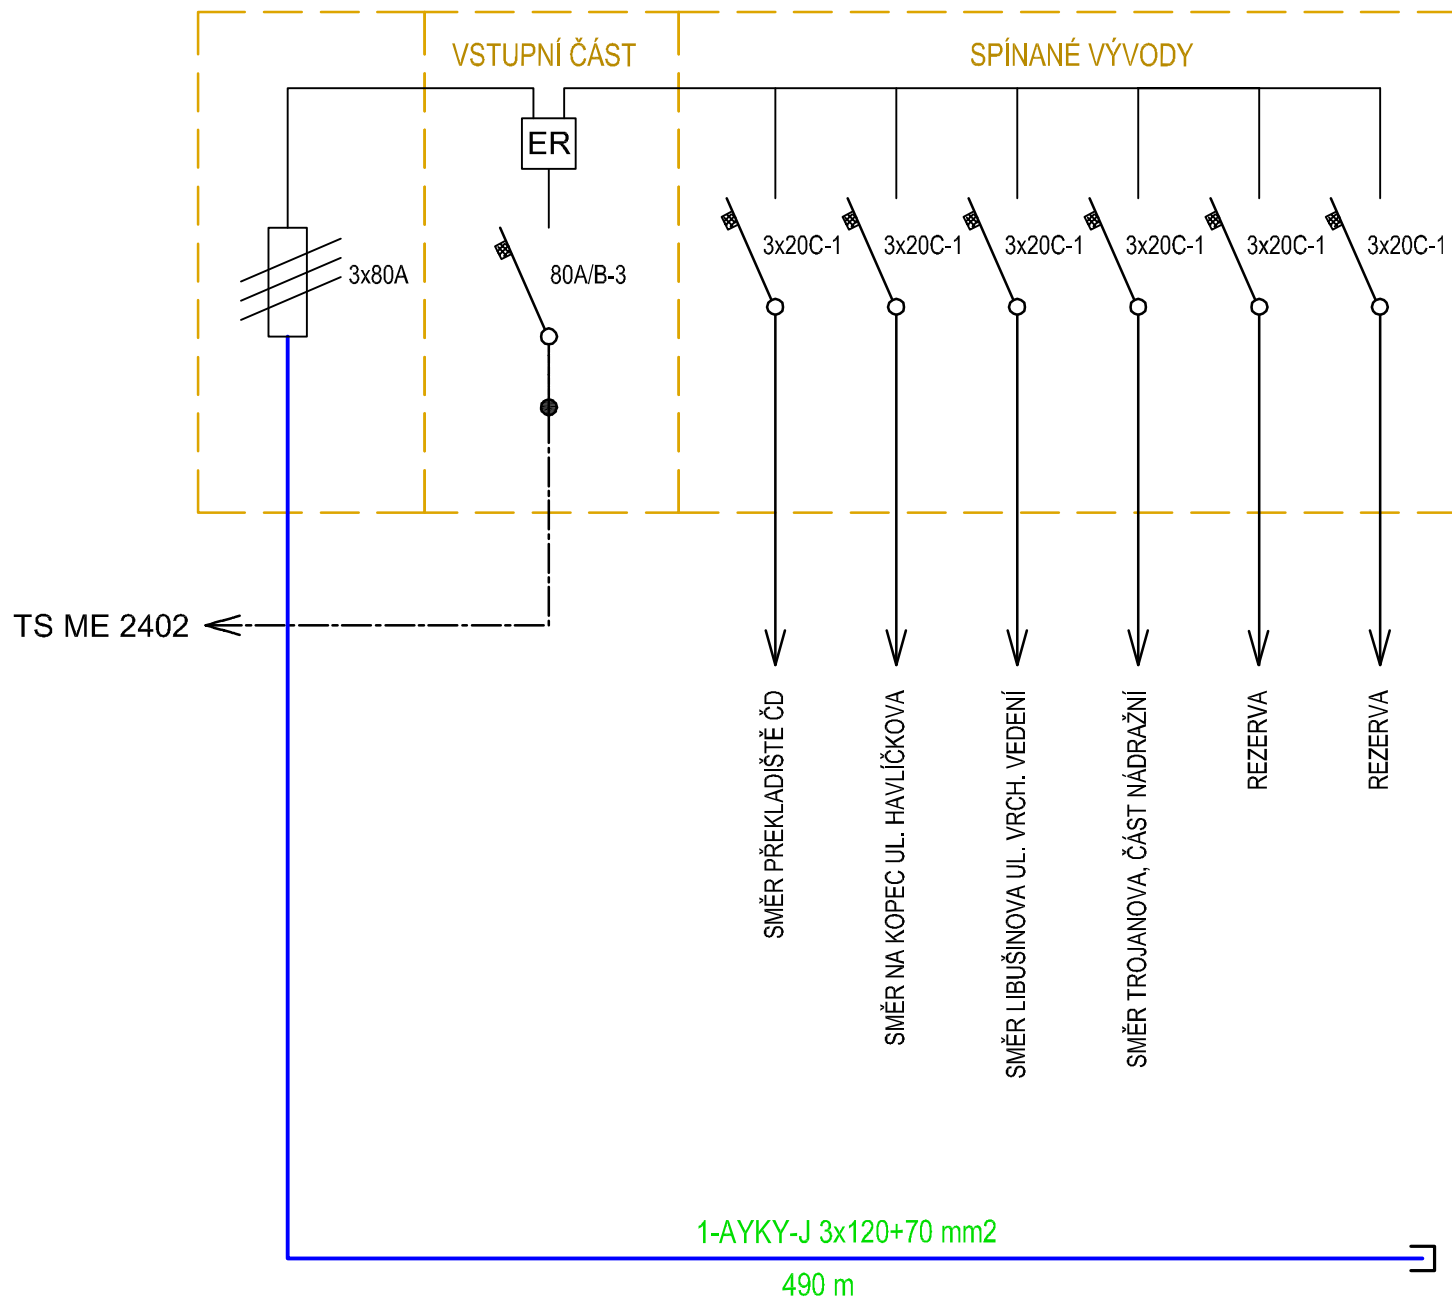 VSTUPNÍ ČÁST
SPÍNANÉ VÝVODY
ER
3x80A
80A/B-3
3x20C-1
3x20C-1
3x20C-1
3x20C-1
3x20C-1
3x20C-1
TS ME 2402
SMĚR PŘEKLADIŠTĚ ČD
SMĚR NA KOPEC UL. HAVLÍČKOVA
SMĚR LIBUŠINOVA UL. VRCH. VEDENÍ
SMĚR TROJANOVA, ČÁST NÁDRAŽNÍ
REZERVA
REZERVA
1-AYKY-J 3x120+70 mm2
490 m